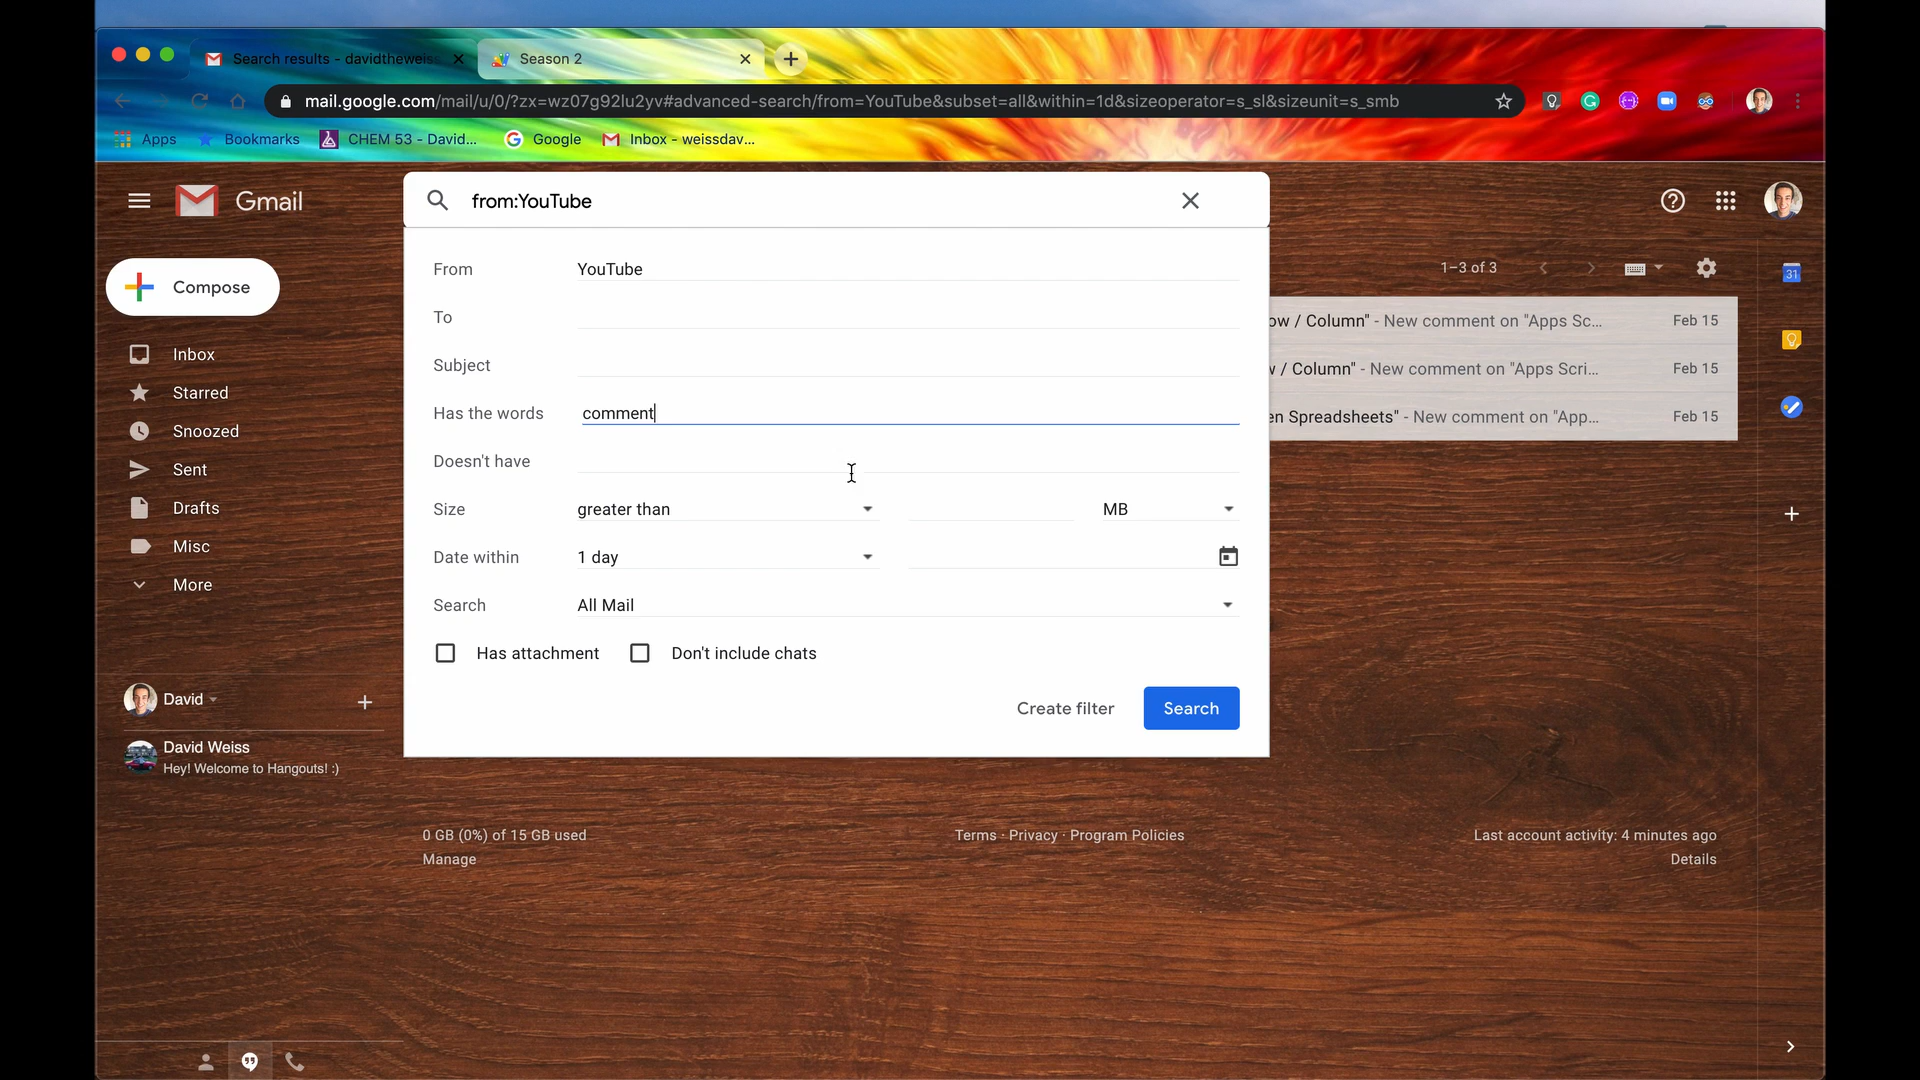 Search results - davidtheweis
Season 2
mail.google.com/mail/u/0/?zx=wz07g92lu2yv#advanced-search/from=YouTube&subset=all&within=1d&sizeoperator=s_sl&sizeunit=s_smb
Apps
Bookmarks
CHEM 53 - David...
Google
Inbox - weissdav...
Gmail
from:YouTube
Compose
Inbox
Starred
Snoozed
Sent
Drafts
Misc
More
David
David Weiss
Hey! Welcome to Hangouts! :)
From YouTube
To
Subject
Has the words comment
Doesn't have
Size greater than MB
Date within 1 day
Search All Mail
Has attachment Don't include chats
Create filter Search
1–3 of 3
ow / Column" - New comment on "Apps Sc... Feb 15
/ Column" - New comment on "Apps Scri... Feb 15
en Spreadsheets" - New comment on "App... Feb 15
31
0 GB (0%) of 15 GB used
Manage
Terms · Privacy · Program Policies
Last account activity: 4 minutes ago
Details